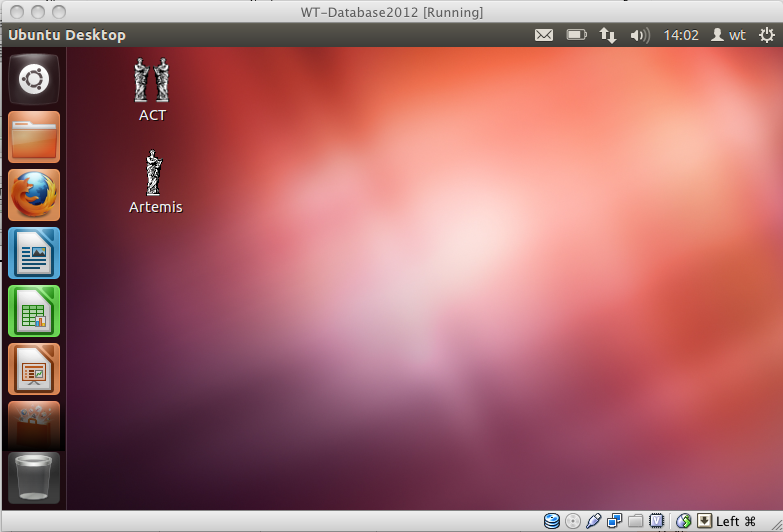 WT-Database2012 [Running]
Ubuntu Desktop
14:02
wt
ACT
Artemis
Left ⌘